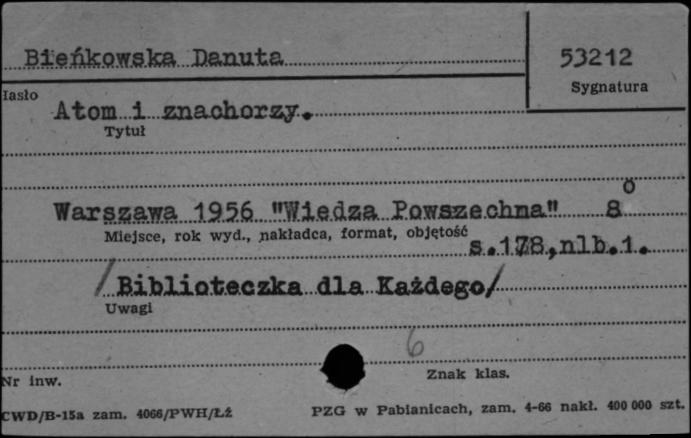 Bieńkowska Danuta
53212
Sygnatura
Hasło
Atom i znachorzy.
Tytuł
Warszawa 1956 "Wiedza Powszechna" 8°
Miejsce, rok wyd., nakładca, format, objętość
s.178,nlb.1.
/Biblioteczka dla Każdego/
Uwagi
6
Nr inw.
Znak klas.
CWD/B-15a zam. 4066/PWH/Łż
PZG w Pabianicach, zam. 4-66 nakł. 400 000 szt.